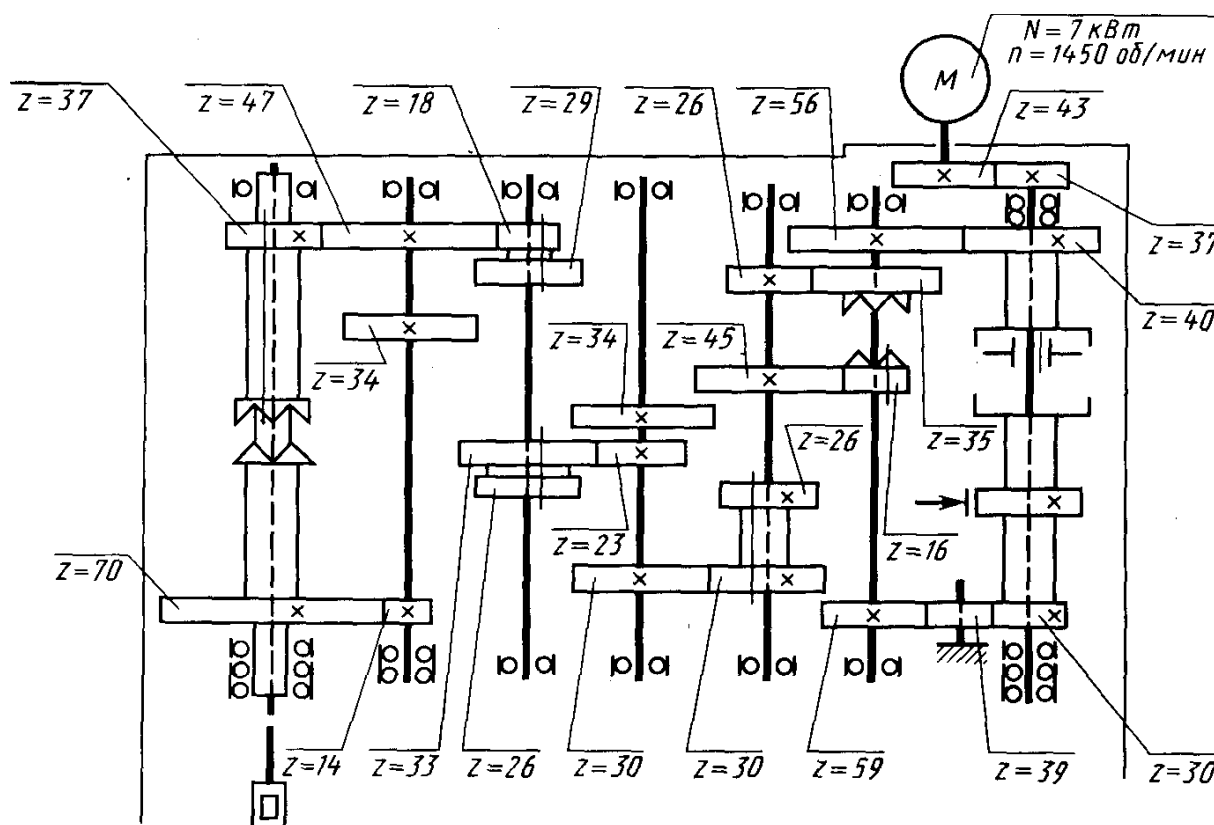 N = 7 кВт
n = 1450 об/мин
M
z = 37
z = 47
z = 18
z = 29
z = 26
z = 56
z = 43
z = 37
z = 40
z = 34
z = 34
z = 45
z = 35
z = 26
z = 23
z = 16
z = 70
z = 14
z = 33
z = 26
z = 30
z = 30
z = 59
z = 39
z = 30